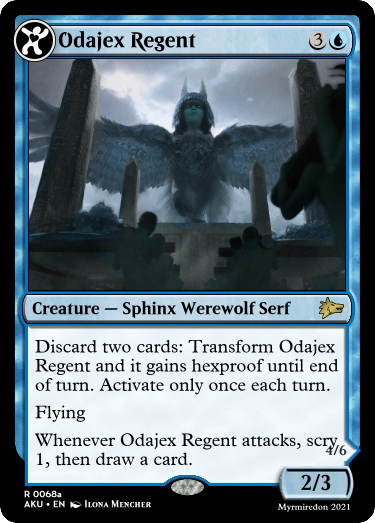 Odajex Regent
3
Creature — Sphinx Werewolf Serf
Discard two cards: Transform Odajex
Regent and it gains hexproof until end
of turn. Activate only once each turn.
Flying
Whenever Odajex Regent attacks, scry
1, then draw a card.
4/6
2/3
R 0068a
AKU • EN Ilona Mencher
Myrmiredon 2021